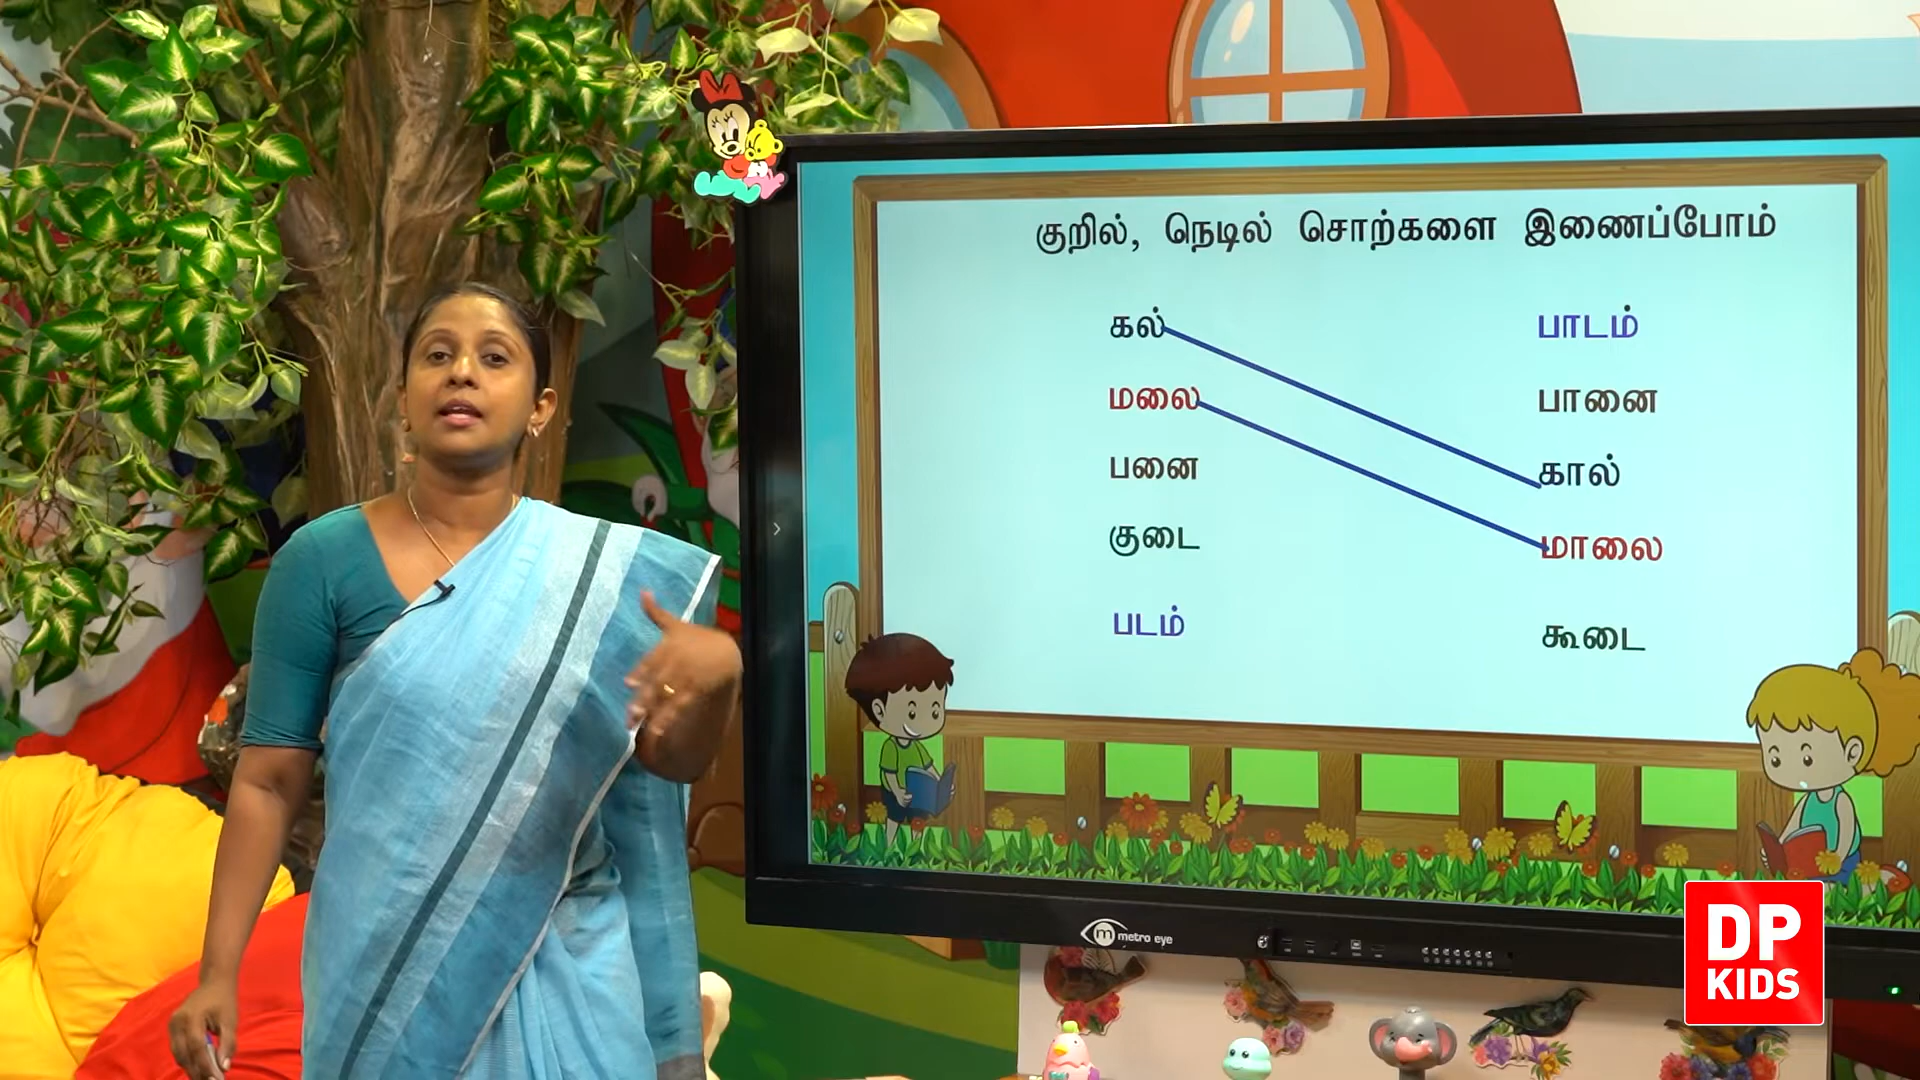 குறில், நெடில் சொற்களை இணைப்போம்
கல் பாடம்
மலை பானை
பனை கால்
குடை மாலை
படம் கூடை
metro eye
DP
KIDS